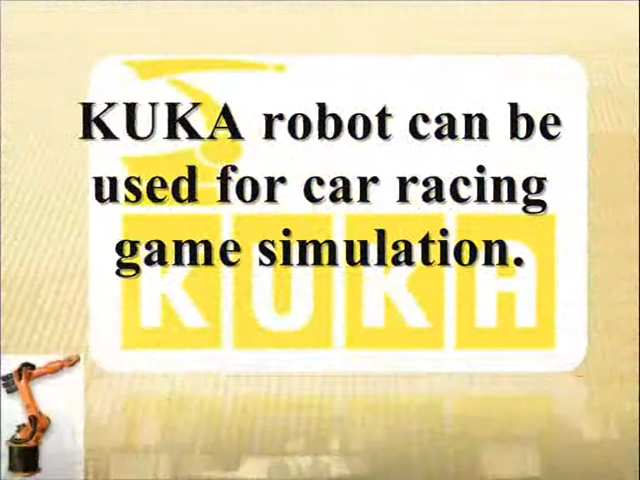 KUKA robot can be
used for car racing
game simulation.
KUKA